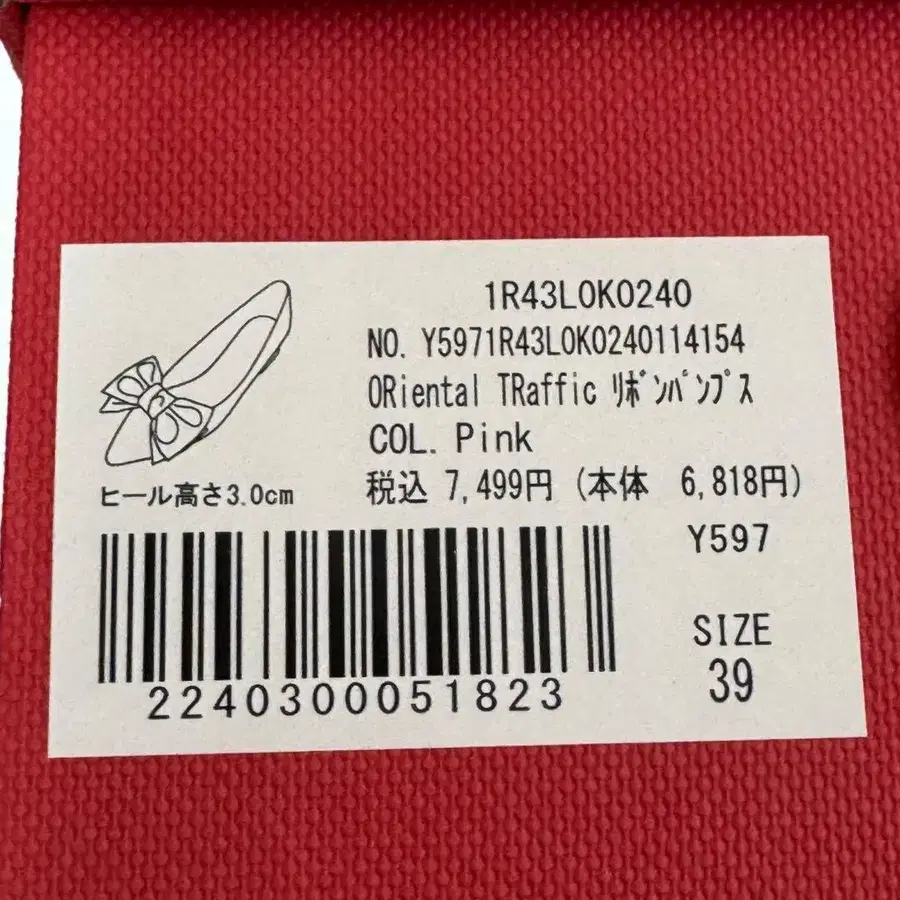 1R43L0K0240
NO. Y5971R43L0K0240114154
ORiental TRaffic ﾘﾎﾞﾝﾊﾟﾝﾌﾟｽ
COL. Pink
ヒール高さ3.0cm
税込 7,499円 (本体 6,818円)
Y597
SIZE
39
2240300051823